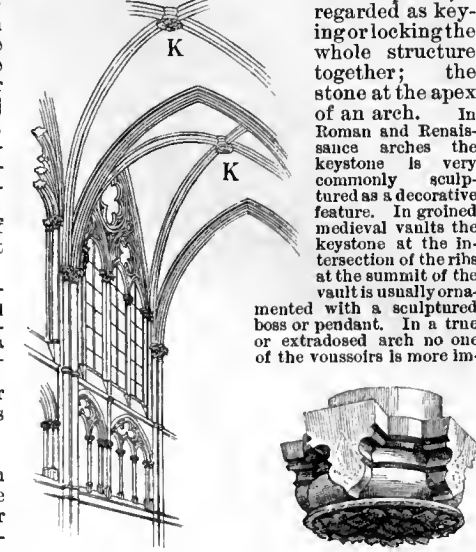 regarded as key-
ing or locking the
whole structure
together; the
stone at the apex
of an arch. In
Roman and Renais-
sance arches the
keystone is very
commonly sculp-
tured as a decorative
feature. In groined
medieval vaults the
keystone at the in-
tersection of the ribs
at the summit of the
vault is usually orna-
mented with a sculptured
boss or pendant. In a true
or extradosed arch no one
of the voussoirs is more im-
K
K